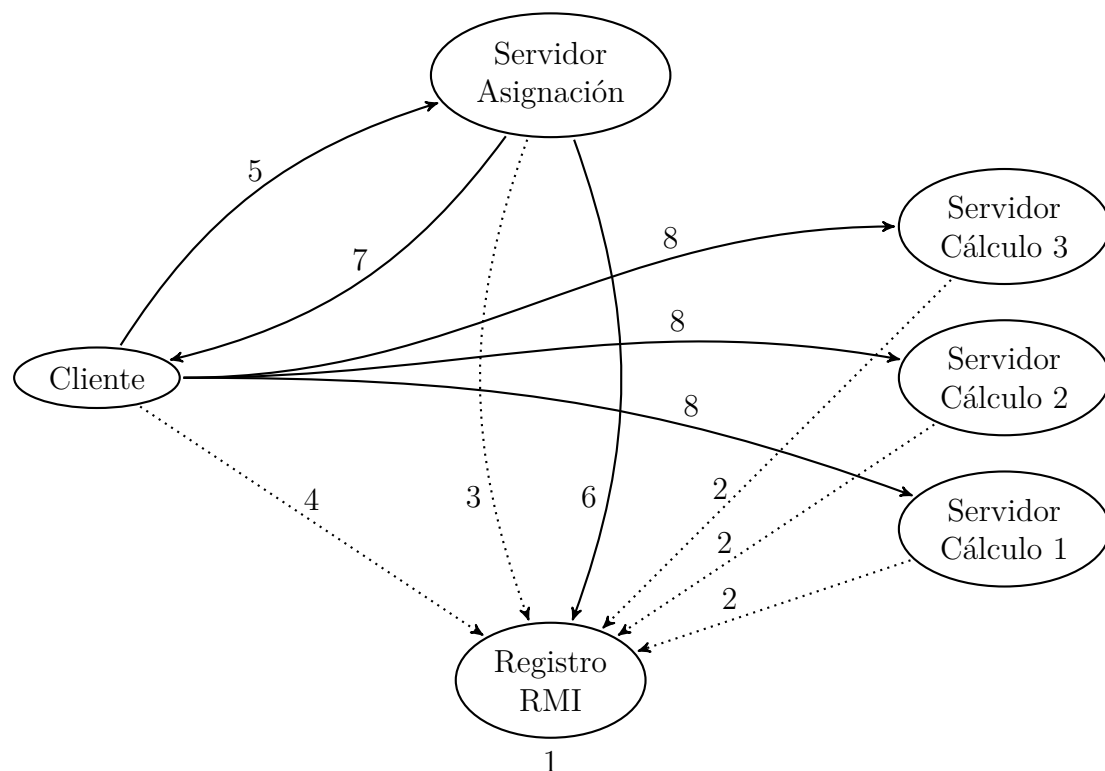 Servidor
Asignación
5
Servidor
Cálculo 3
8
7
8
Servidor
Cálculo 2
Cliente
8
4
3
6
2
Servidor
Cálculo 1
2
2
Registro
RMI
1